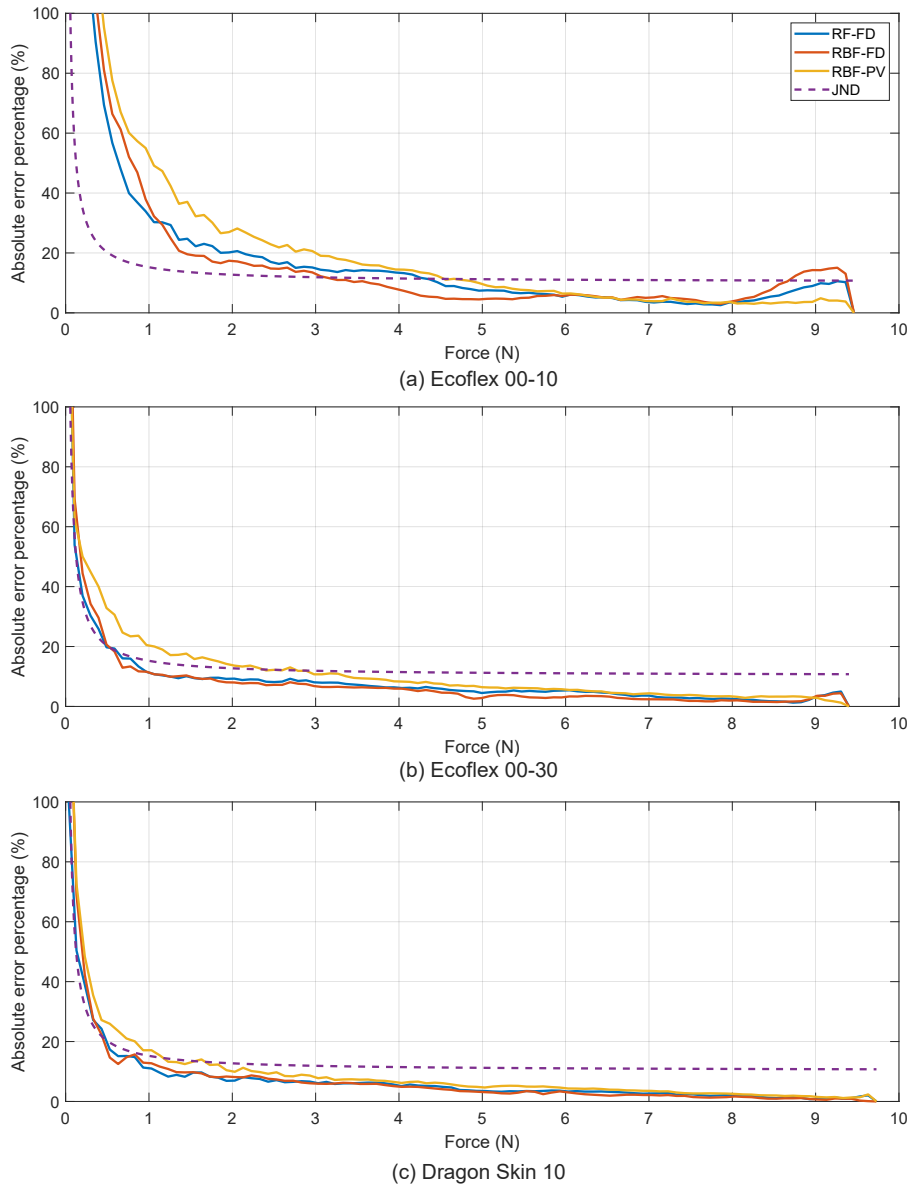 100
80
60
40
20
0
Absolute error percentage (%)
RF-FD
RBF-FD
RBF-PV
JND
0 1 2 3 4 5 6 7 8 9 10
Force (N)
(a) Ecoflex 00-10
100
80
60
40
20
0
Absolute error percentage (%)
0 1 2 3 4 5 6 7 8 9 10
Force (N)
(b) Ecoflex 00-30
100
80
60
40
20
0
Absolute error percentage (%)
0 1 2 3 4 5 6 7 8 9 10
Force (N)
(c) Dragon Skin 10